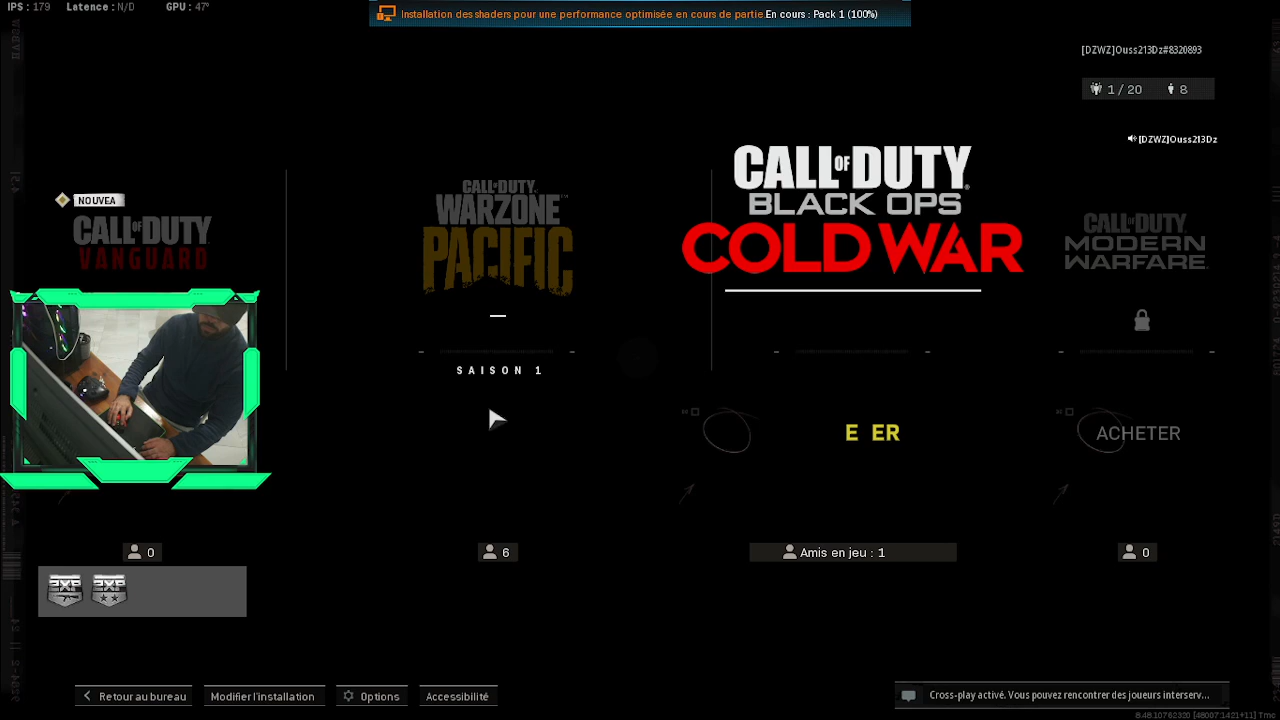 IPS : 179 Latence : N/D GPU : 47°
Installation des shaders pour une performance optimisée en cours de partie En cours : Pack 1 (100%)
[DZWZ]Ouss213Dz#8320893
1 / 20 8
[DZWZ]Ouss213Dz
NOUVEA
CALL OF DUTY
VANGUARD
CALL OF DUTY
WARZONE
PACIFIC
SAISON 1
CALL OF DUTY
BLACK OPS
COLD WAR
CALL OF DUTY
MODERN
WARFARE
E ER
ACHETER
0
6
Amis en jeu : 1
0
2XP 2XP
Retour au bureau
Modifier l'installation
Options
Accessibilité
Cross-play activé. Vous pouvez rencontrer des joueurs interserv...